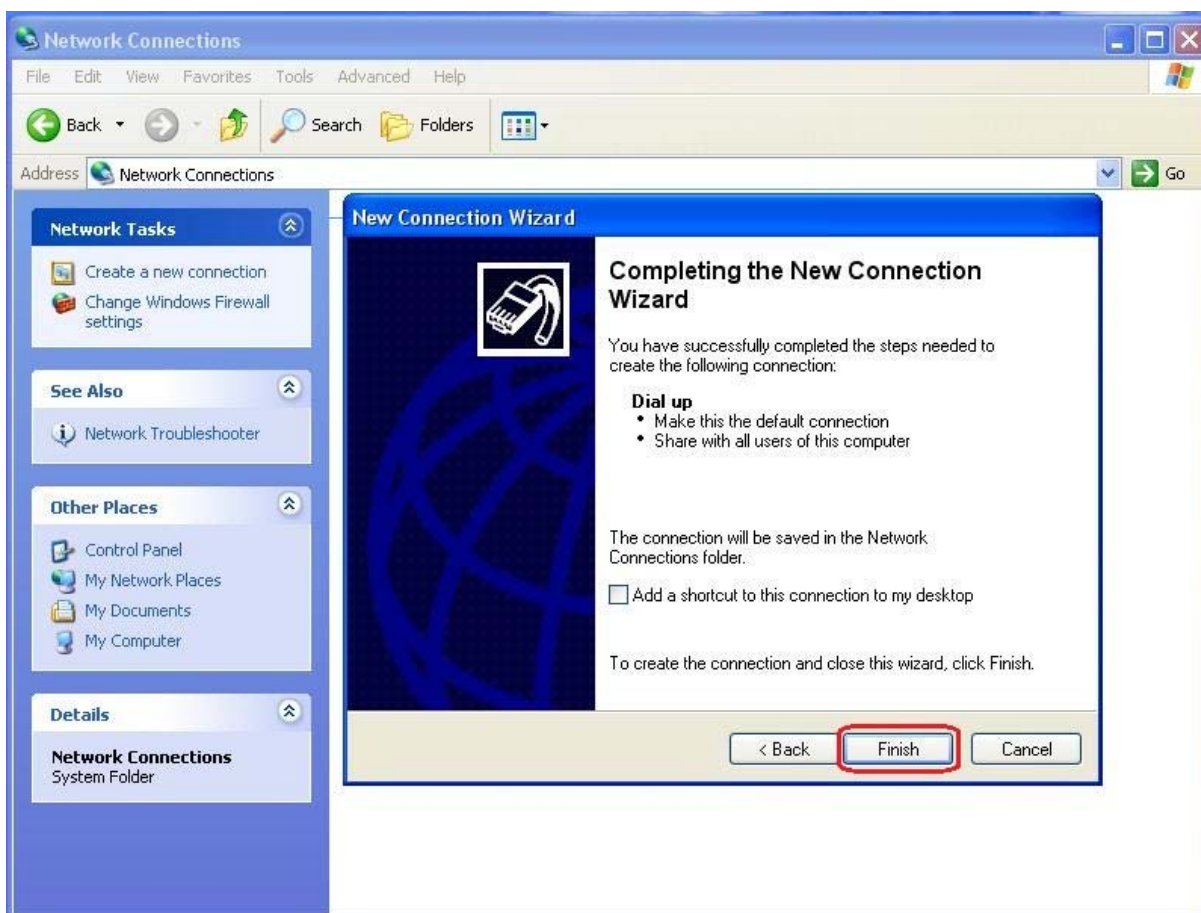 Network Connections
File Edit View Favorites Tools Advanced Help
Back Search Folders
Address Network Connections Go
Network Tasks
Create a new connection
Change Windows Firewall
settings
See Also
Network Troubleshooter
Other Places
Control Panel
My Network Places
My Documents
My Computer
Details
Network Connections
System Folder
New Connection Wizard
Completing the New Connection
Wizard
You have successfully completed the steps needed to
create the following connection:
Dial up
• Make this the default connection
• Share with all users of this computer
The connection will be saved in the Network
Connections folder.
Add a shortcut to this connection to my desktop
To create the connection and close this wizard, click Finish.
< Back Finish Cancel